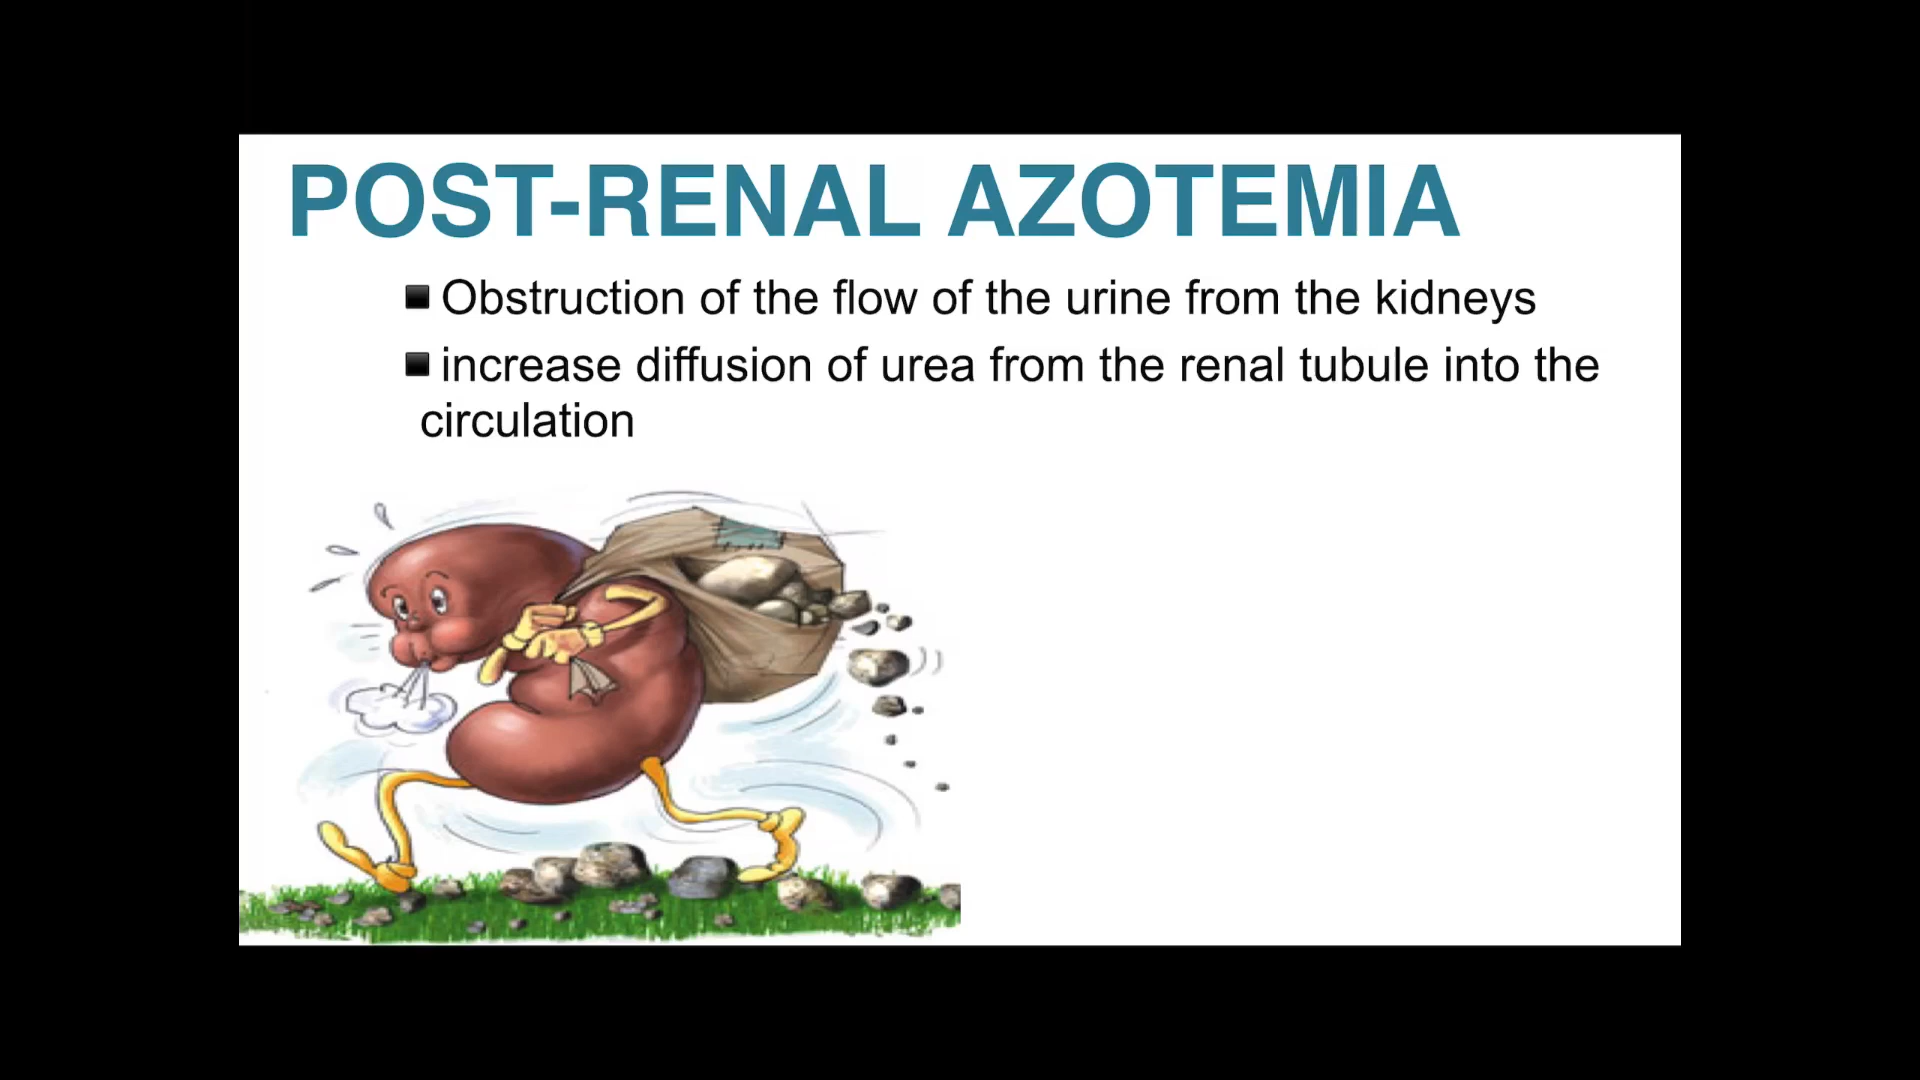 POST-RENAL AZOTEMIA
■ Obstruction of the flow of the urine from the kidneys
■ increase diffusion of urea from the renal tubule into the
circulation